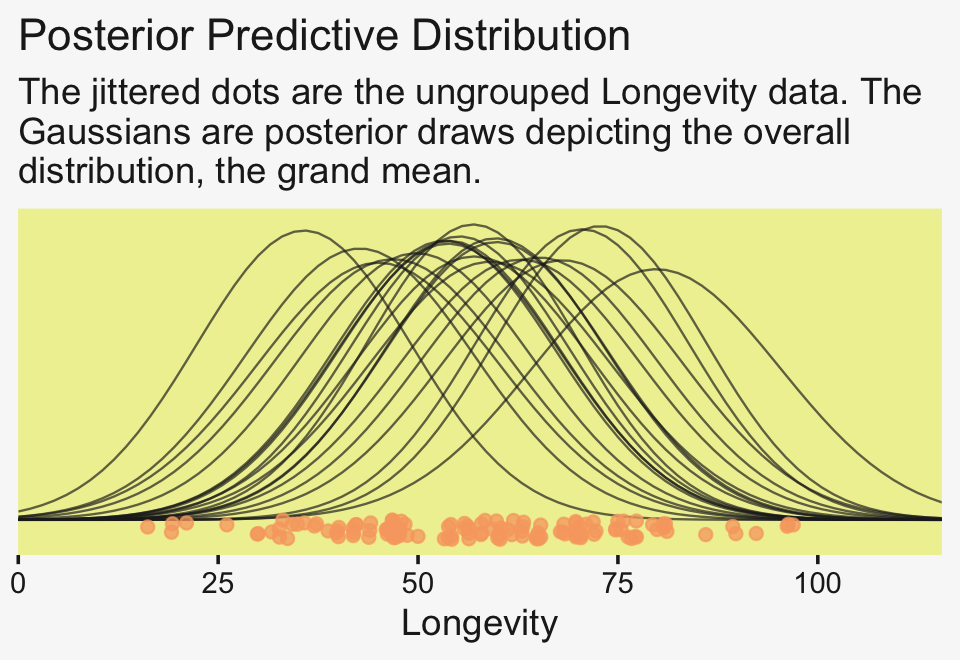 Posterior Predictive Distribution
The jittered dots are the ungrouped Longevity data. The
Gaussians are posterior draws depicting the overall
distribution, the grand mean.
0 25 50 75 100
Longevity